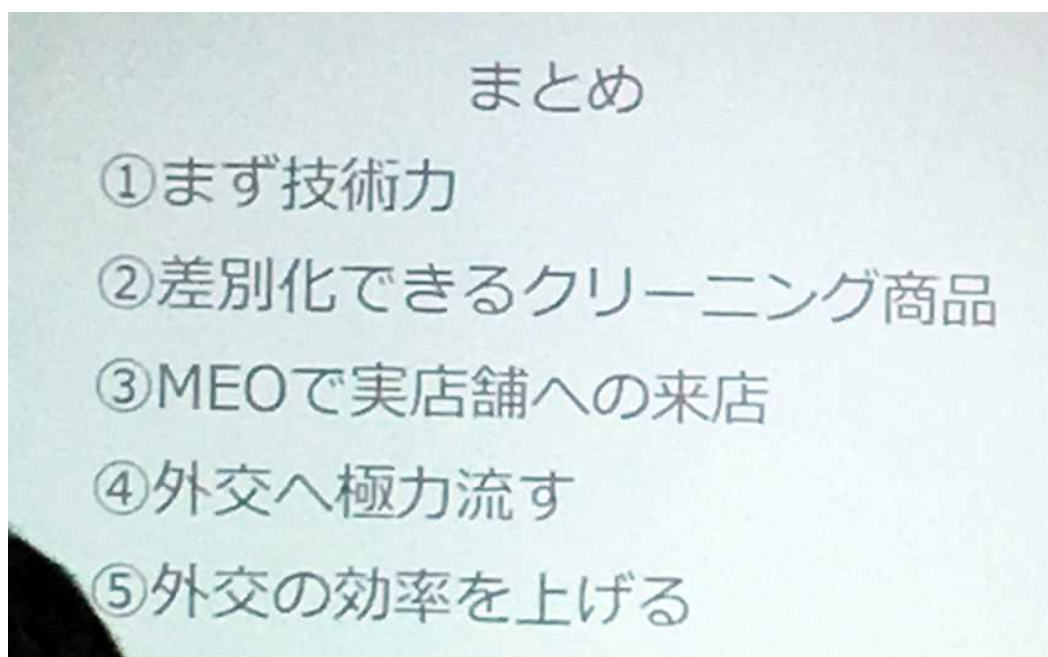 まとめ
①まず技術力
②差別化できるクリーニング商品
③MEOで実店舗への来店
④外交へ極力流す
⑤外交の効率を上げる